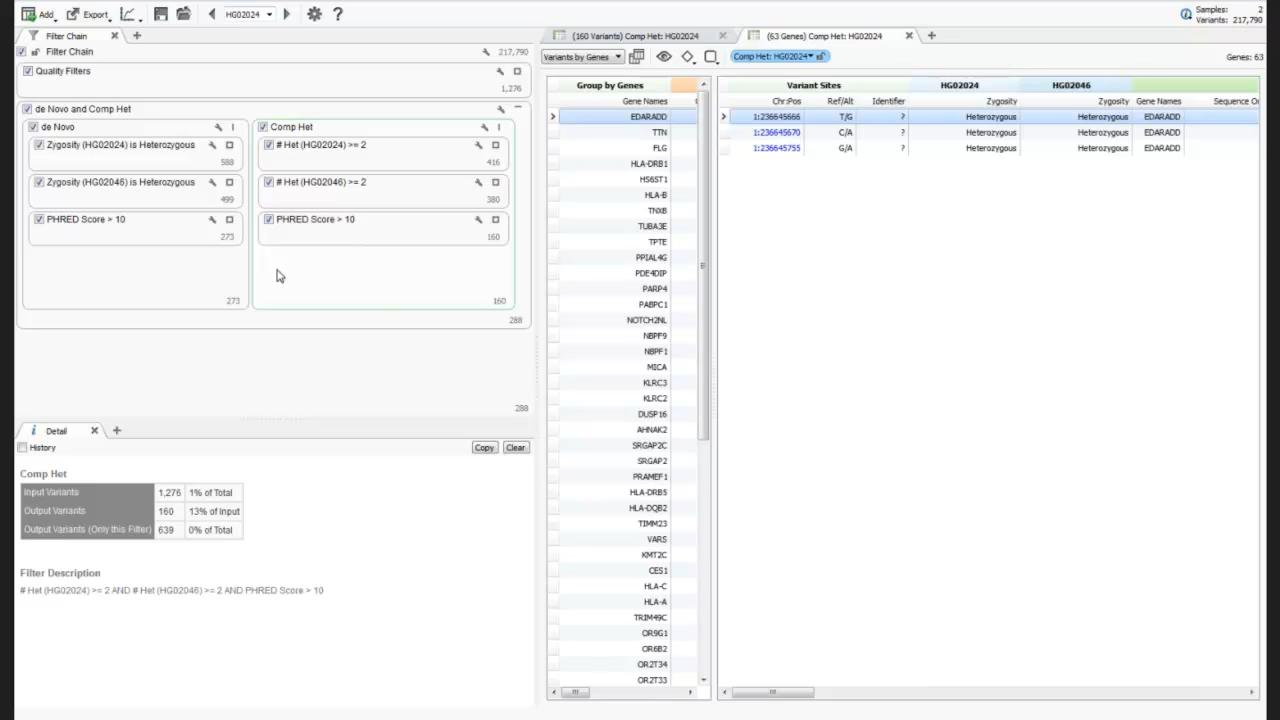 Add
Export
HG02024
Samples: 2
Variants: 217,790
Filter Chain
Filter Chain
217,790
Quality Filters
1,276
de Novo and Comp Het
de Novo
Zygosity (HG02024) is Heterozygous
588
Zygosity (HG02046) is Heterozygous
499
PHRED Score > 10
273
273
Comp Het
# Het (HG02024) >= 2
416
# Het (HG02046) >= 2
380
PHRED Score > 10
160
160
288
288
Detail
History
Copy
Clear
Comp Het
Input Variants 1,276 1% of Total
Output Variants 160 13% of Input
Output Variants (Only this Filter) 639 0% of Total
Filter Description
# Het (HG02024) >= 2 AND # Het (HG02046) >= 2 AND PHRED Score > 10
(160 Variants) Comp Het: HG02024
(63 Genes) Comp Het: HG02024
Variants by Genes
Comp Het: HG02024
Genes: 63
Group by Genes
Gene Names
EDARADD
TTN
FLG
HLA-DRB1
HS6ST1
HLA-B
TNXB
TUBA3E
TPTE
PPIAL4G
PDE4DIP
PARP4
PABPC1
NOTCH2NL
NBPF9
NBPF1
MICA
KLRC3
KLRC2
DUSP16
AHNAK2
SRGAP2C
SRGAP2
PRAMEF1
HLA-DRB5
HLA-DQB2
TIMM23
VARS
KMT2C
CES1
HLA-C
HLA-A
TRIM49C
OR9G1
OR6B2
OR2T34
OR2T33
Variant Sites HG02024 HG02046
Chr:Pos Ref/Alt Identifier Zygosity Zygosity Gene Names Sequence O
1:236645666 T/G ? Heterozygous Heterozygous EDARADD
1:236645670 C/A ? Heterozygous Heterozygous EDARADD
1:236645755 G/A ? Heterozygous Heterozygous EDARADD